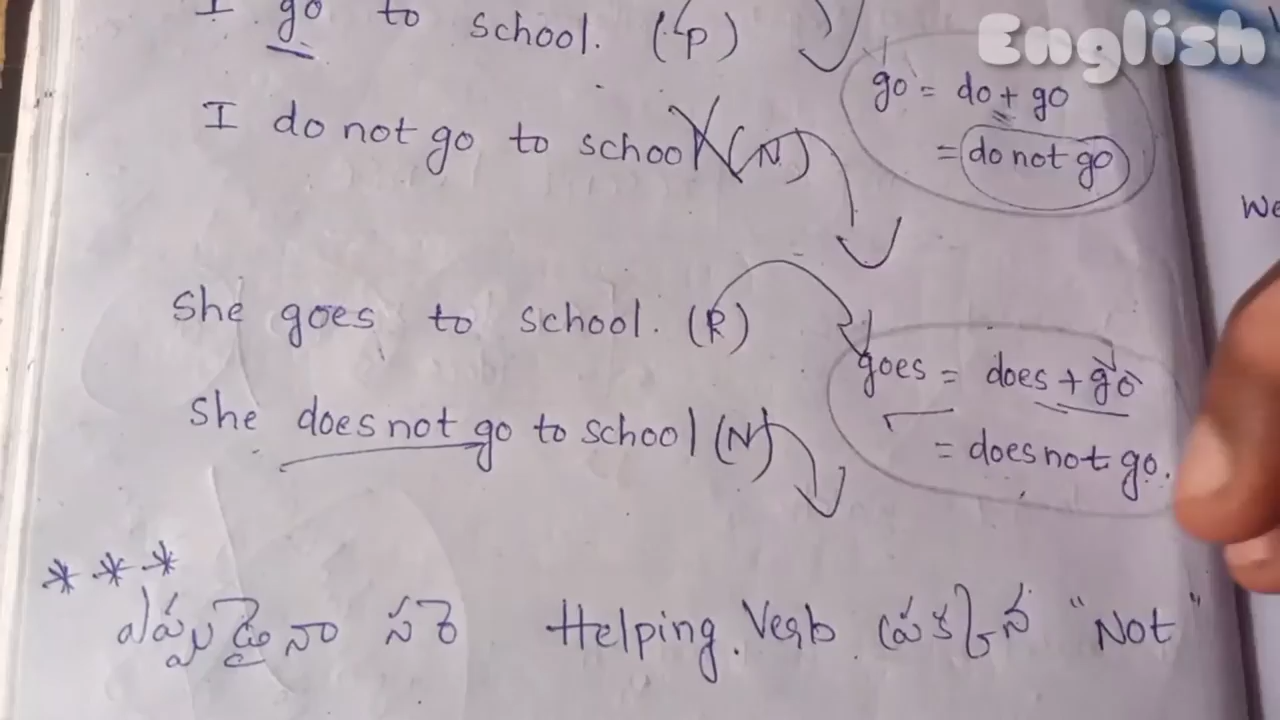 English
I go to school. (P)
go = do + go
I do not go to school (N)
= do not go
We
She goes to school. (P)
goes = does + go
She does not go to school (N)
= does not go.
*** ఎప్పుడైనా సరే Helping Verb ప్రక్కన "Not"